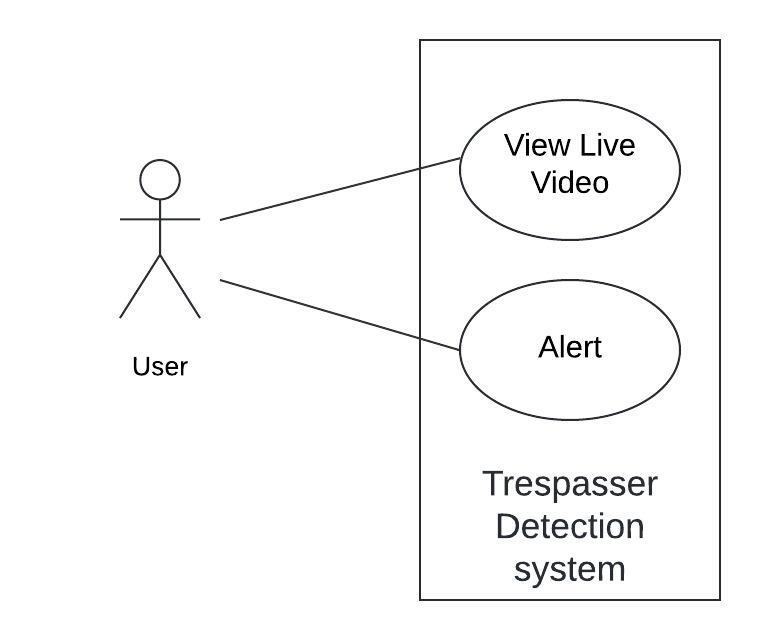 View Live
Video
Alert
User
Trespasser
Detection
system